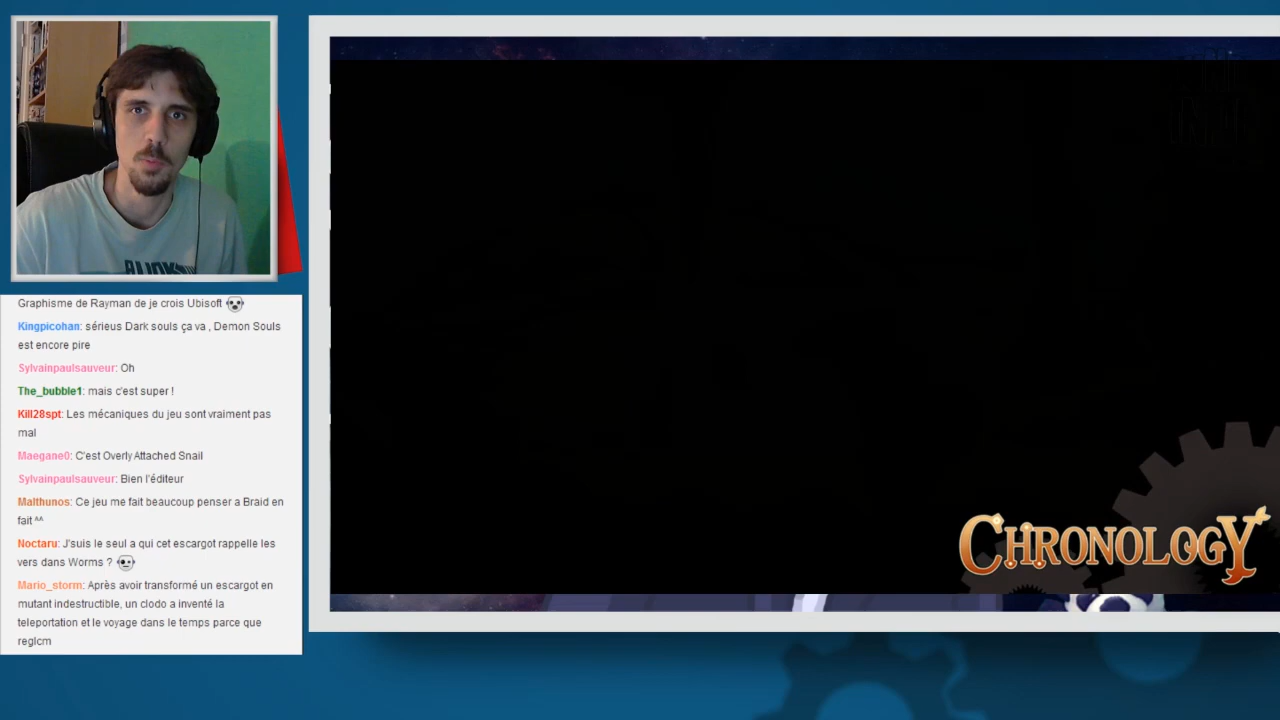 Graphisme de Rayman de je crois Ubisoft
Kingpicohan: sérieus Dark souls ça va , Demon Souls
est encore pire
Sylvainpaulsauveur: Oh
The_bubble1: mais c'est super !
Kill28spt: Les mécaniques du jeu sont vraiment pas
mal
Maegane0: C'est Overly Attached Snail
Sylvainpaulsauveur: Bien l'éditeur
Malthunos: Ce jeu me fait beaucoup penser a Braid en
fait ^^
Noctaru: J'suis le seul a qui cet escargot rappelle les
vers dans Worms ?
Mario_storm: Après avoir transformé un escargot en
mutant indestructible, un clodo a inventé la
teleportation et le voyage dans le temps parce que
reglcm
CHRONOLOGY